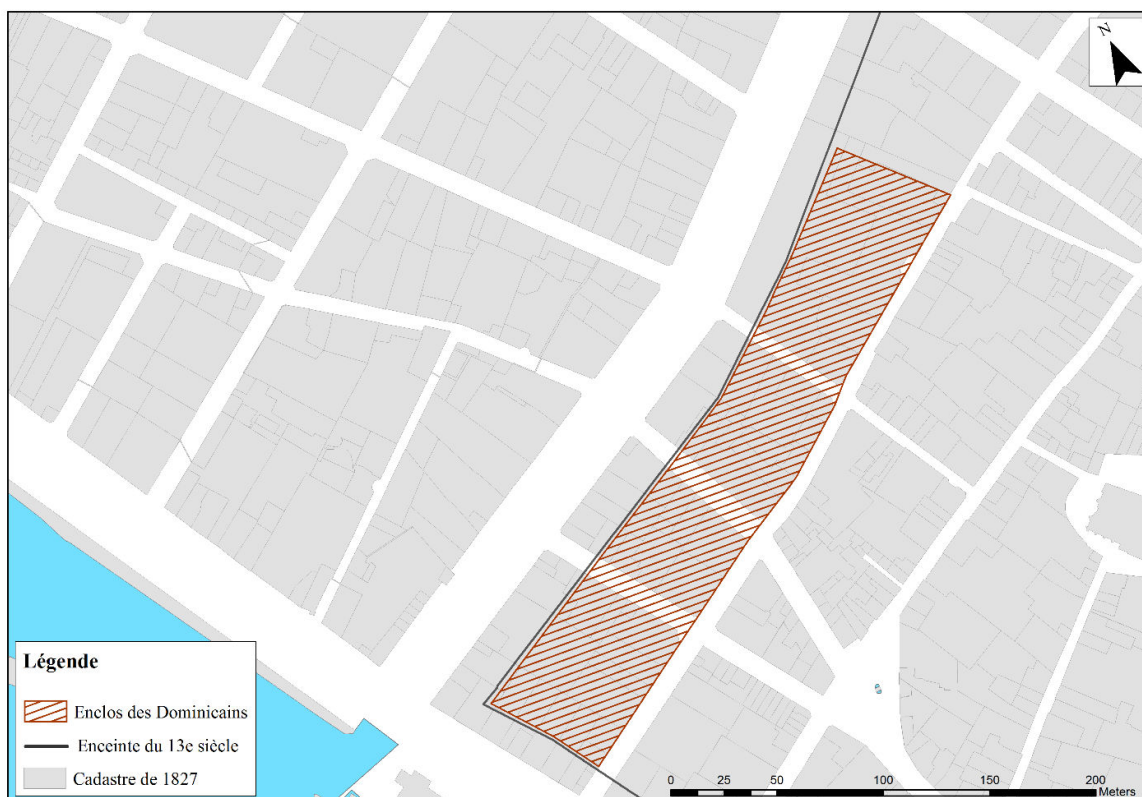 N
Légende
Enclos des Dominicains
Enceinte du 13e siècle
Cadastre de 1827
0 25 50 100 150 200
Meters